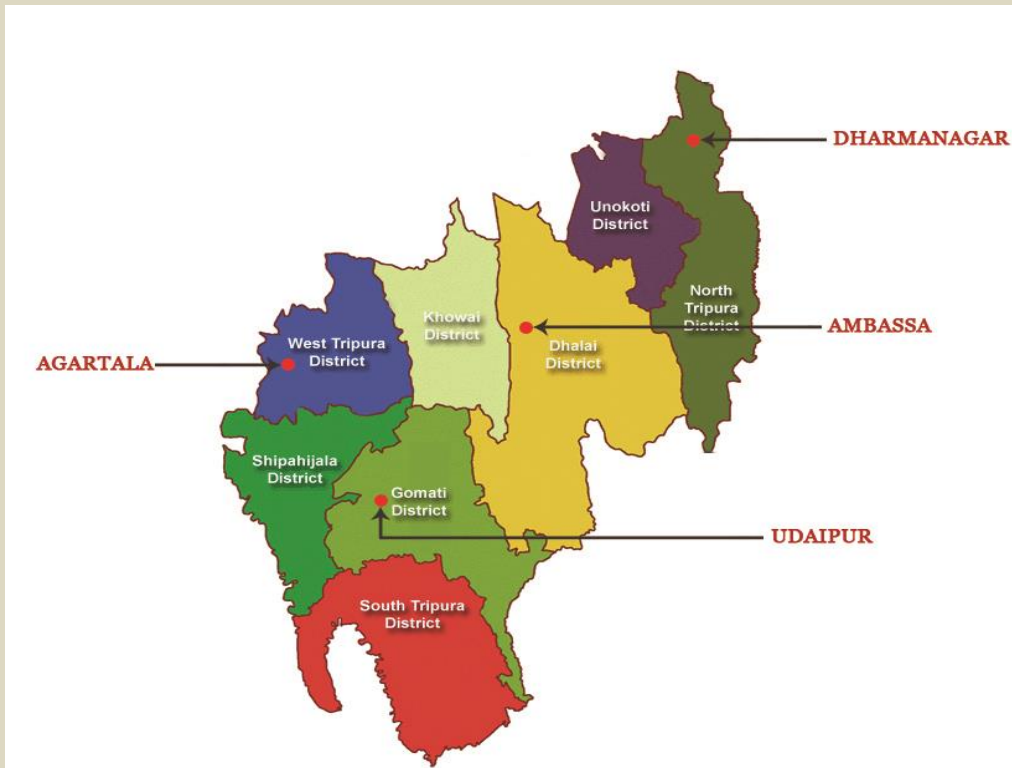 DHARMANAGAR
Unokoti
District
North
Tripura
District
Khowai
District
AMBASSA
West Tripura
District
Dhalai
District
AGARTALA
Shipahijala
District
Gomati
District
UDAIPUR
South Tripura
District